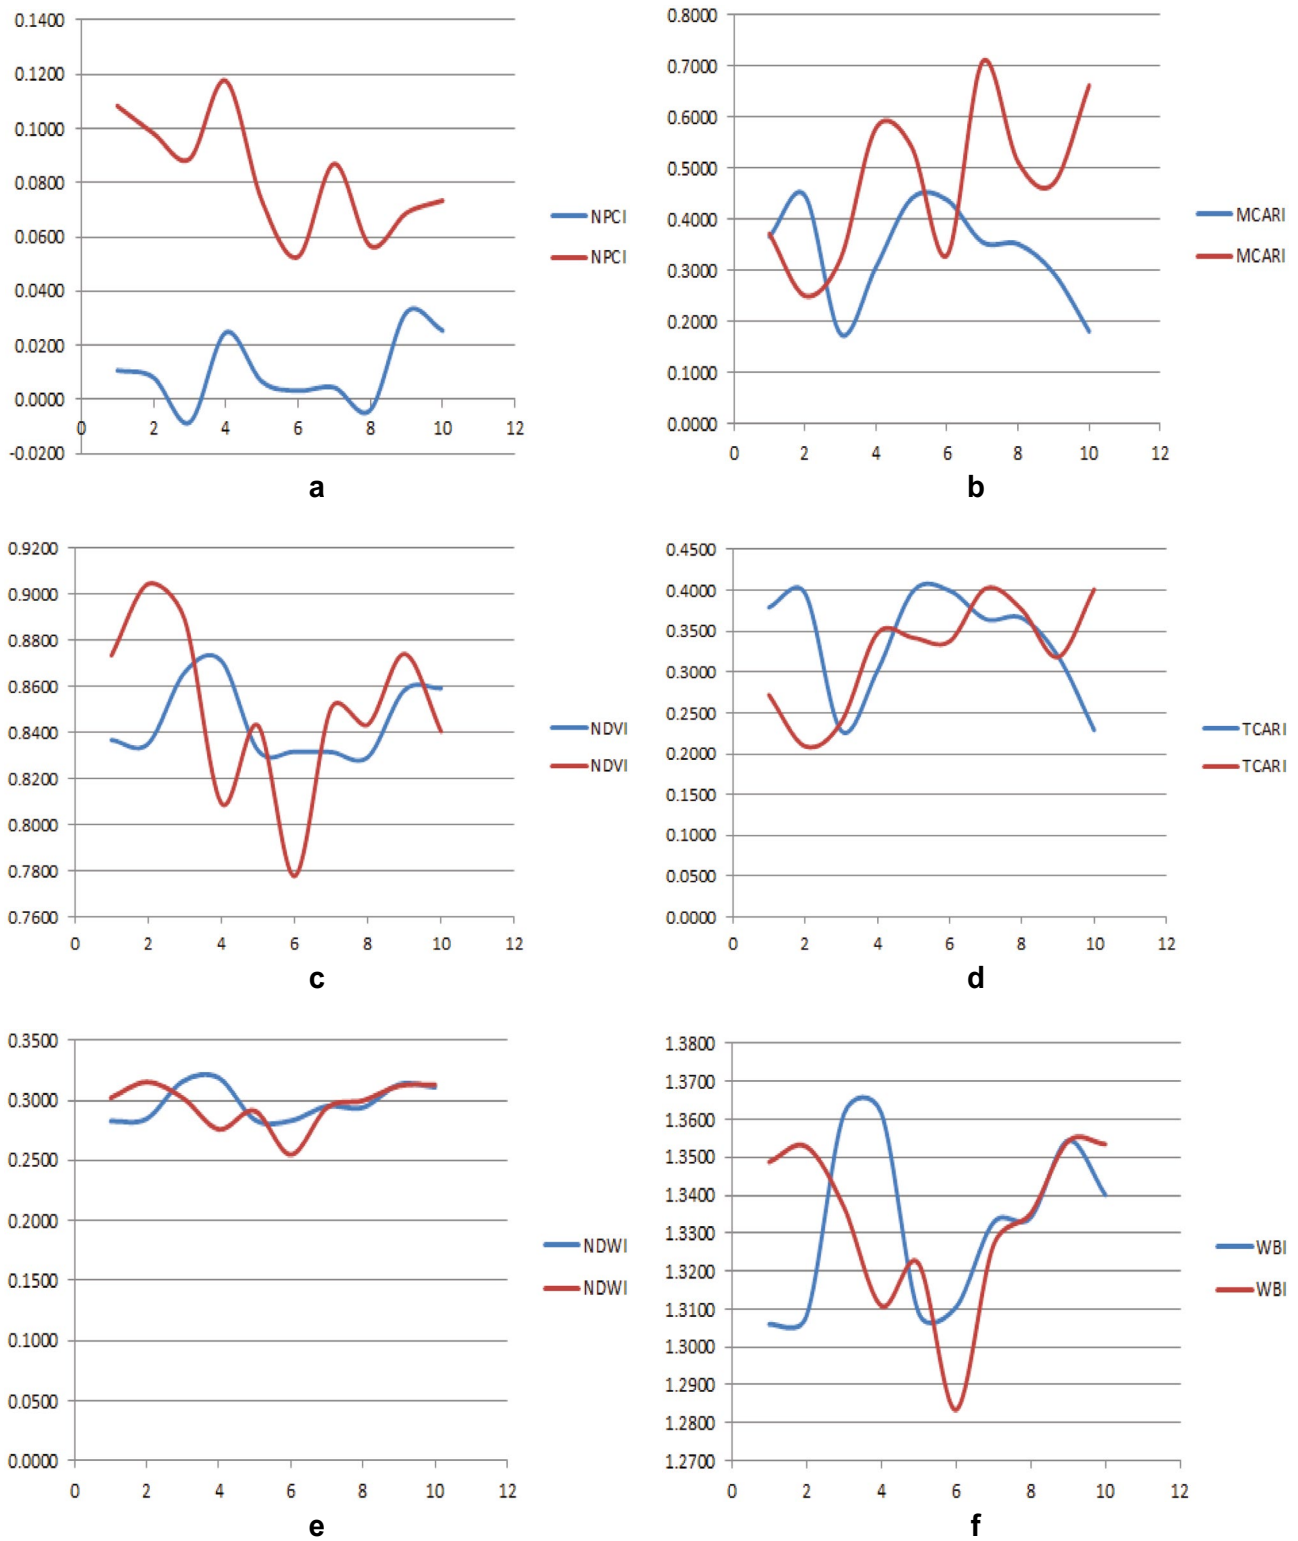 0.1400
0.1200
0.1000
0.0800
0.0600
0.0400
0.0200
0.0000
-0.0200
0 2 4 6 8 10 12
NPCI
NPCI
a
0.8000
0.7000
0.6000
0.5000
0.4000
0.3000
0.2000
0.1000
0.0000
0 2 4 6 8 10 12
MCARI
MCARI
b
0.9200
0.9000
0.8800
0.8600
0.8400
0.8200
0.8000
0.7800
0.7600
0 2 4 6 8 10 12
NDVI
NDVI
c
0.4500
0.4000
0.3500
0.3000
0.2500
0.2000
0.1500
0.1000
0.0500
0.0000
0 2 4 6 8 10 12
TCARI
TCARI
d
0.3500
0.3000
0.2500
0.2000
0.1500
0.1000
0.0500
0.0000
0 2 4 6 8 10 12
NDWI
NDWI
e
1.3800
1.3700
1.3600
1.3500
1.3400
1.3300
1.3200
1.3100
1.3000
1.2900
1.2800
1.2700
0 2 4 6 8 10 12
WBI
WBI
f